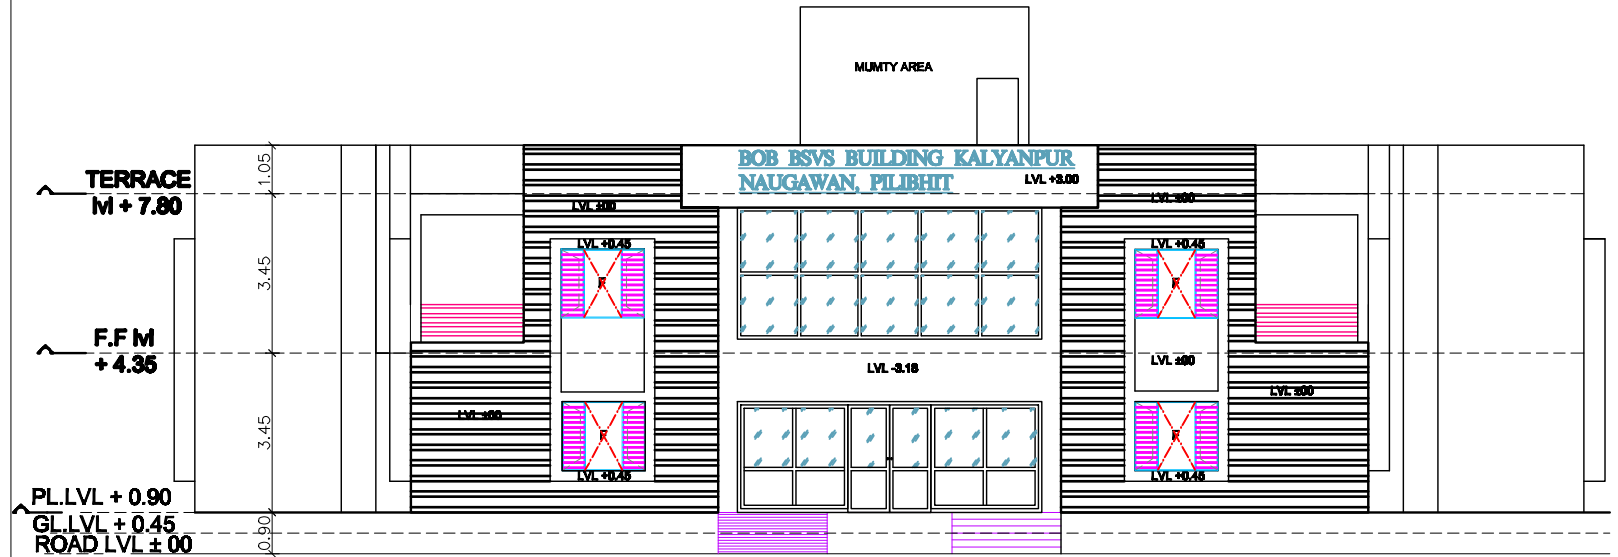 MUMTY AREA
BOB BSVS BUILDING KALYANPUR
NAUGAWAN, PILIBHIT
LVL +3.00
1.05
TERRACE
lvl + 7.80
LVL ±00
LVL ±00
LVL +0.45
LVL +0.45
3.45
F
F
F.F lvl
+ 4.35
LVL ±00
LVL -3.18
LVL ±00
LVL ±00
3.45
F
F
LVL +0.45
LVL +0.45
PL.LVL + 0.90
GL.LVL + 0.45
ROAD LVL ± 00
0.90